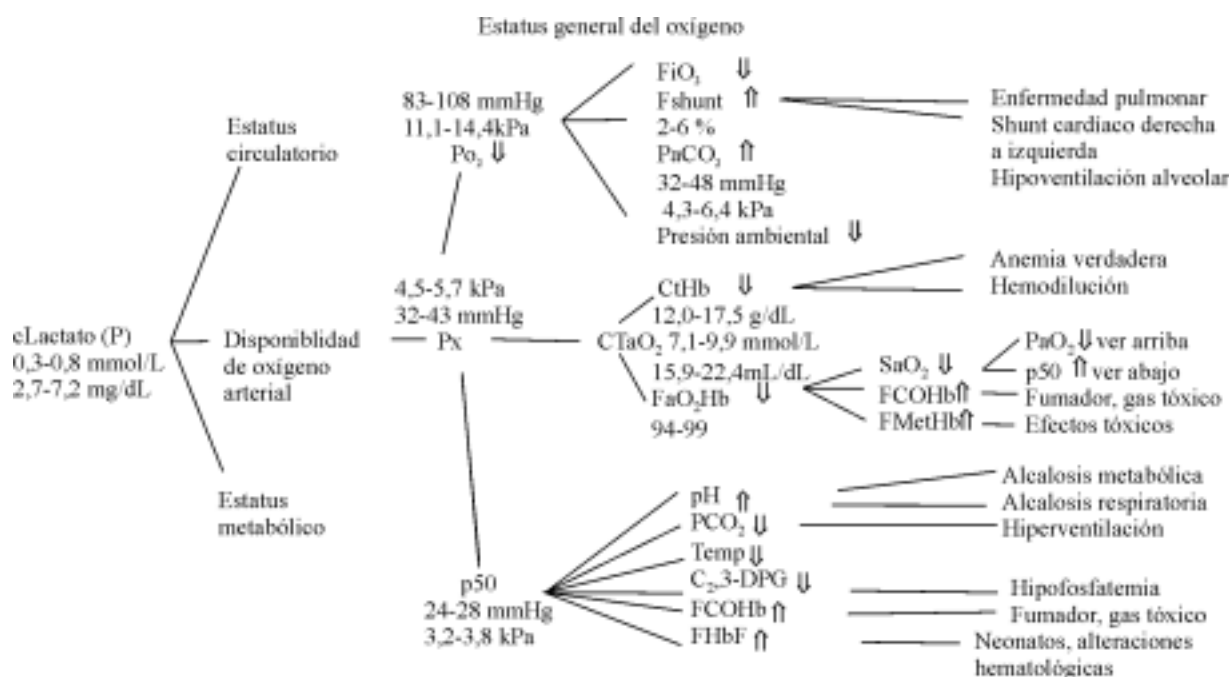 Estatus general del oxígeno
Estatus
circulatorio
cLactato (P)
0,3-0,8 mmol/L
2,7-7,2 mg/dL
Disponiblidad
de oxígeno
arterial
Estatus
metabólico
83-108 mmHg
11,1-14,4kPa
Po₂ ⇓
4,5-5,7 kPa
32-43 mmHg
Px
p50
24-28 mmHg
3,2-3,8 kPa
FiO₂ ⇓
Fshunt ⇑
2-6 %
PaCO₂ ⇑
32-48 mmHg
4,3-6,4 kPa
Presión ambiental ⇓
Enfermedad pulmonar
Shunt cardiaco derecha
a izquierda
Hipoventilación alveolar
CtHb ⇓
12,0-17,5 g/dL
CTaO₂ 7,1-9,9 mmol/L
15,9-22,4mL/dL
FaO₂Hb ⇓
94-99
Anemia verdadera
Hemodilución
SaO₂ ⇓
FCOHb⇑
FMetHb⇑
PaO₂⇓ ver arriba
p50 ⇑ ver abajo
Fumador, gas tóxico
Efectos tóxicos
pH ⇑
PCO₂ ⇓
Temp⇓
C₂,3-DPG ⇓
FCOHb ⇑
FHbF ⇑
Alcalosis metabólica
Alcalosis respiratoria
Hiperventilación
Hipofosfatemia
Fumador, gas tóxico
Neonatos, alteraciones
hematológicas